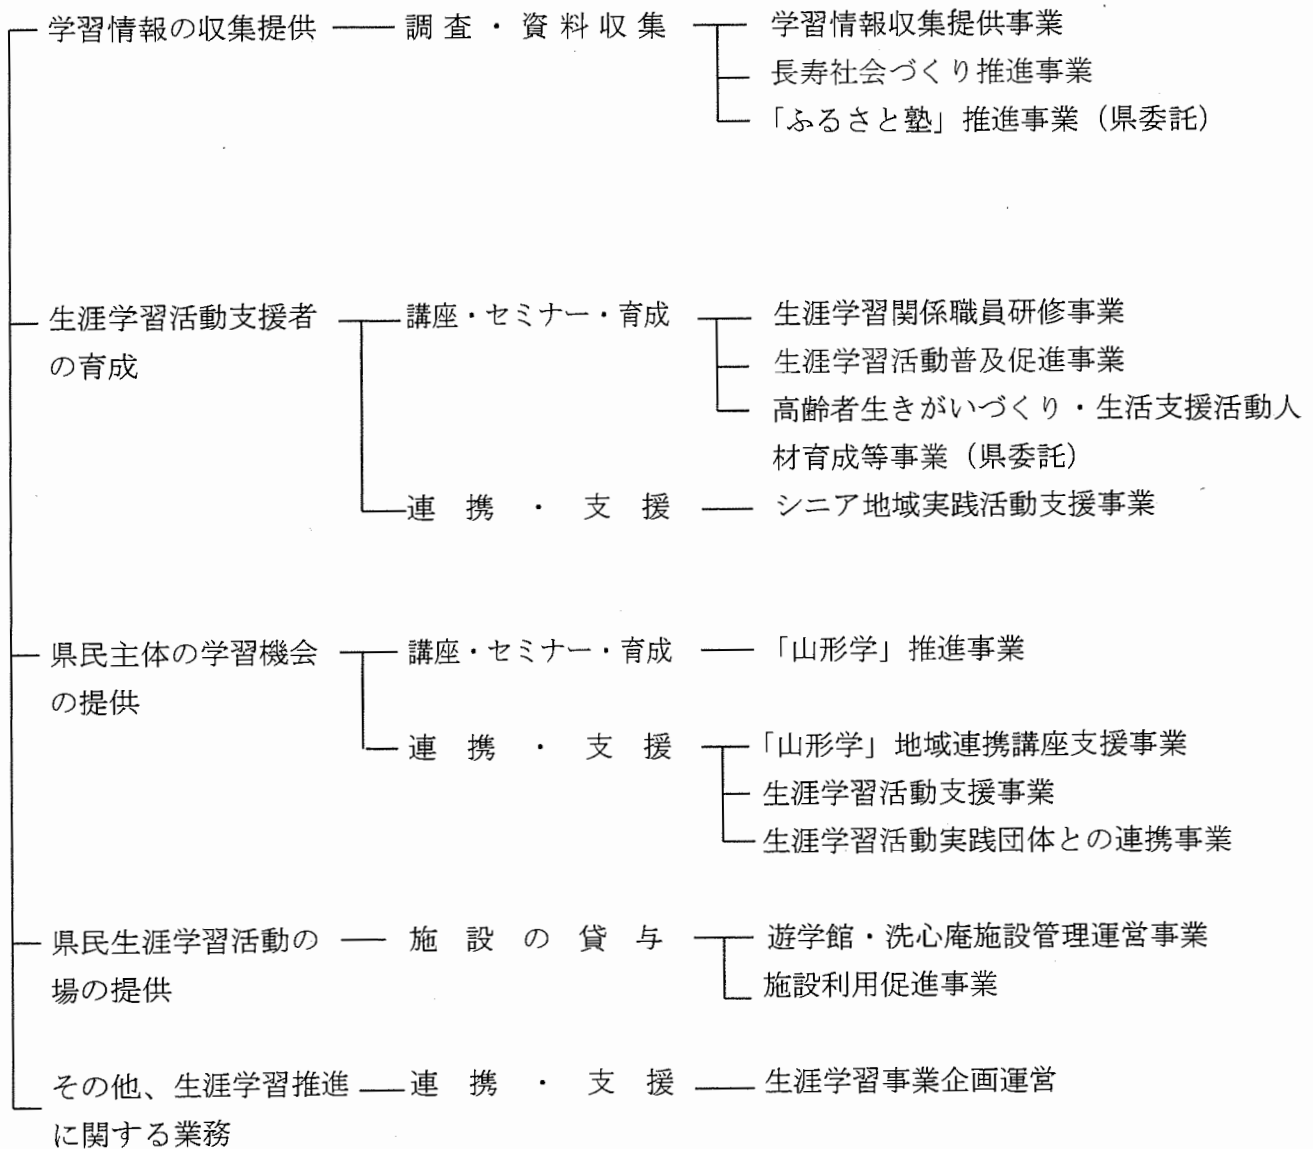 学習情報の収集提供 調査・資料収集 学習情報収集提供事業
長寿社会づくり推進事業
「ふるさと塾」推進事業（県委託）
生涯学習活動支援者 講座・セミナー・育成 生涯学習関係職員研修事業
の育成 生涯学習活動普及促進事業
高齢者生きがいづくり・生活支援活動人
材育成等事業（県委託）
連携・支援 シニア地域実践活動支援事業
県民主体の学習機会 講座・セミナー・育成 「山形学」推進事業
の提供
連携・支援 「山形学」地域連携講座支援事業
生涯学習活動支援事業
生涯学習活動実践団体との連携事業
県民生涯学習活動の 施設の貸与 遊学館・洗心庵施設管理運営事業
場の提供 施設利用促進事業
その他、生涯学習推進 連携・支援 生涯学習事業企画運営
に関する業務